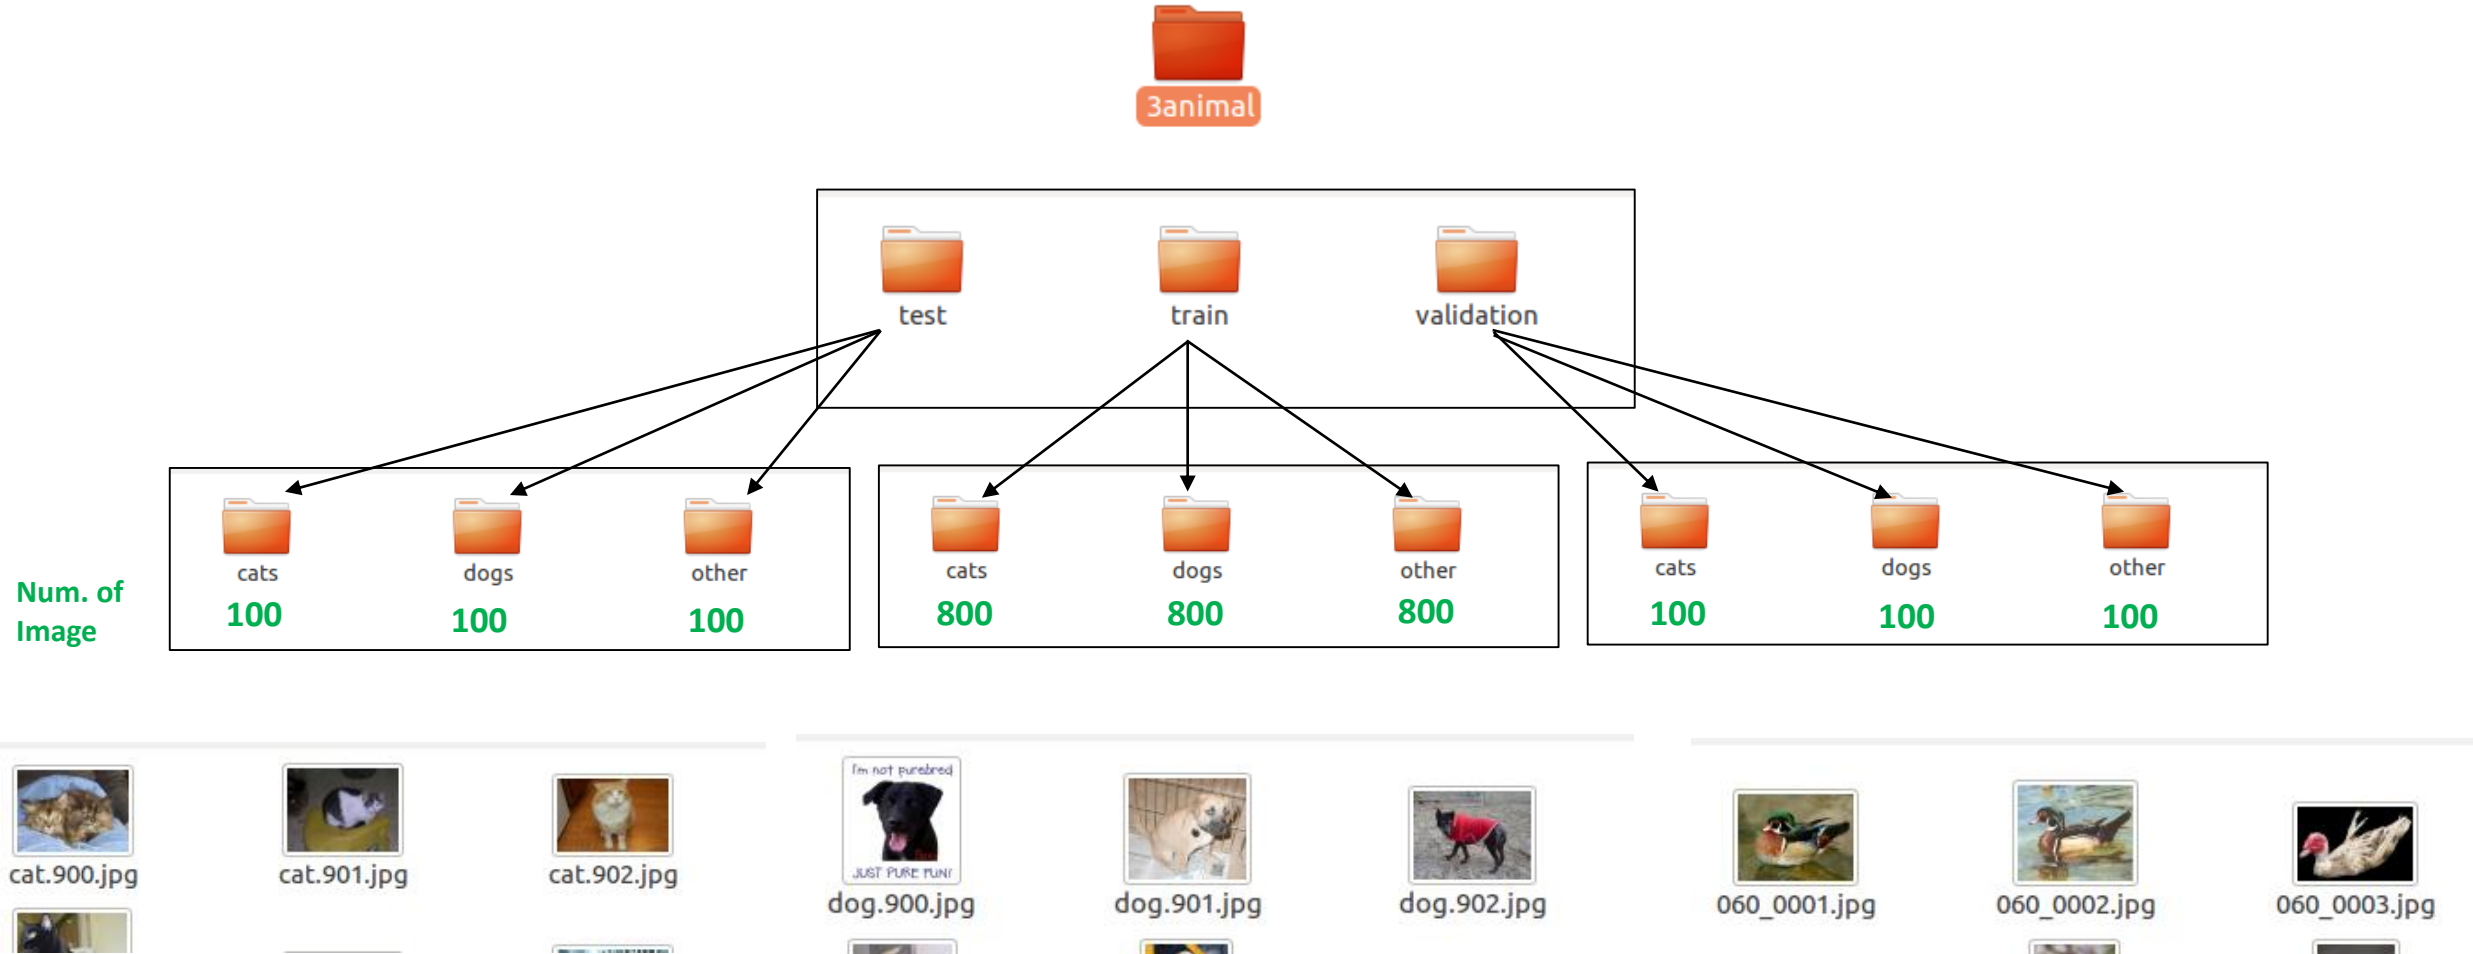 3animal
test train validation
cats dogs other
cats dogs other
cats dogs other
Num. of
Image
100 100 100
800 800 800
100 100 100
I'm not purebred
JUST PURE FUN!
cat.900.jpg cat.901.jpg cat.902.jpg
dog.900.jpg dog.901.jpg dog.902.jpg
060_0001.jpg 060_0002.jpg 060_0003.jpg